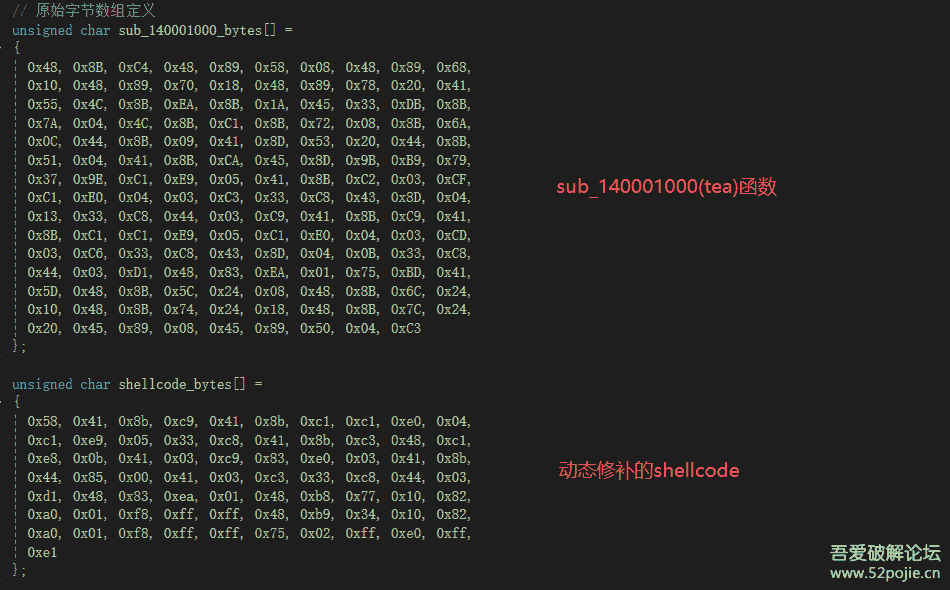 // 原始字节数组定义
unsigned char sub_140001000_bytes[] =
{
0x48, 0x8B, 0xC4, 0x48, 0x89, 0x58, 0x08, 0x48, 0x89, 0x68,
0x10, 0x48, 0x89, 0x70, 0x18, 0x48, 0x89, 0x78, 0x20, 0x41,
0x55, 0x4C, 0x8B, 0xEA, 0x8B, 0x1A, 0x45, 0x33, 0xDB, 0x8B,
0x7A, 0x04, 0x4C, 0x8B, 0xC1, 0x8B, 0x72, 0x08, 0x8B, 0x6A,
0x0C, 0x44, 0x8B, 0x09, 0x41, 0x8D, 0x53, 0x20, 0x44, 0x8B,
0x51, 0x04, 0x41, 0x8B, 0xCA, 0x45, 0x8D, 0x9B, 0xB9, 0x79,
0x37, 0x9E, 0xC1, 0xE9, 0x05, 0x41, 0x8B, 0xC2, 0x03, 0xCF,
0xC1, 0xE0, 0x04, 0x03, 0xC3, 0x33, 0xC8, 0x43, 0x8D, 0x04,
0x13, 0x33, 0xC8, 0x44, 0x03, 0xC9, 0x41, 0x8B, 0xC9, 0x41,
0x8B, 0xC1, 0xC1, 0xE9, 0x05, 0xC1, 0xE0, 0x04, 0x03, 0xCD,
0x03, 0xC6, 0x33, 0xC8, 0x43, 0x8D, 0x04, 0x0B, 0x33, 0xC8,
0x44, 0x03, 0xD1, 0x48, 0x83, 0xEA, 0x01, 0x75, 0xBD, 0x41,
0x5D, 0x48, 0x8B, 0x5C, 0x24, 0x08, 0x48, 0x8B, 0x6C, 0x24,
0x10, 0x48, 0x8B, 0x74, 0x24, 0x18, 0x48, 0x8B, 0x7C, 0x24,
0x20, 0x45, 0x89, 0x08, 0x45, 0x89, 0x50, 0x04, 0xC3
};
sub_140001000(tea)函数
unsigned char shellcode_bytes[] =
{
0x58, 0x41, 0x8b, 0xc9, 0x41, 0x8b, 0xc1, 0xc1, 0xe0, 0x04,
0xc1, 0xe9, 0x05, 0x33, 0xc8, 0x41, 0x8b, 0xc3, 0x48, 0xc1,
0xe8, 0x0b, 0x41, 0x03, 0xc9, 0x83, 0xe0, 0x03, 0x41, 0x8b,
0x44, 0x85, 0x00, 0x41, 0x03, 0xc3, 0x33, 0xc8, 0x44, 0x03,
0xd1, 0x48, 0x83, 0xea, 0x01, 0x48, 0xb8, 0x77, 0x10, 0x82,
0xa0, 0x01, 0xf8, 0xff, 0xff, 0x48, 0xb9, 0x34, 0x10, 0x82,
0xa0, 0x01, 0xf8, 0xff, 0xff, 0x75, 0x02, 0xff, 0xe0, 0xff,
0xe1
};
动态修补的shellcode
吾爱破解论坛
www.52pojie.cn